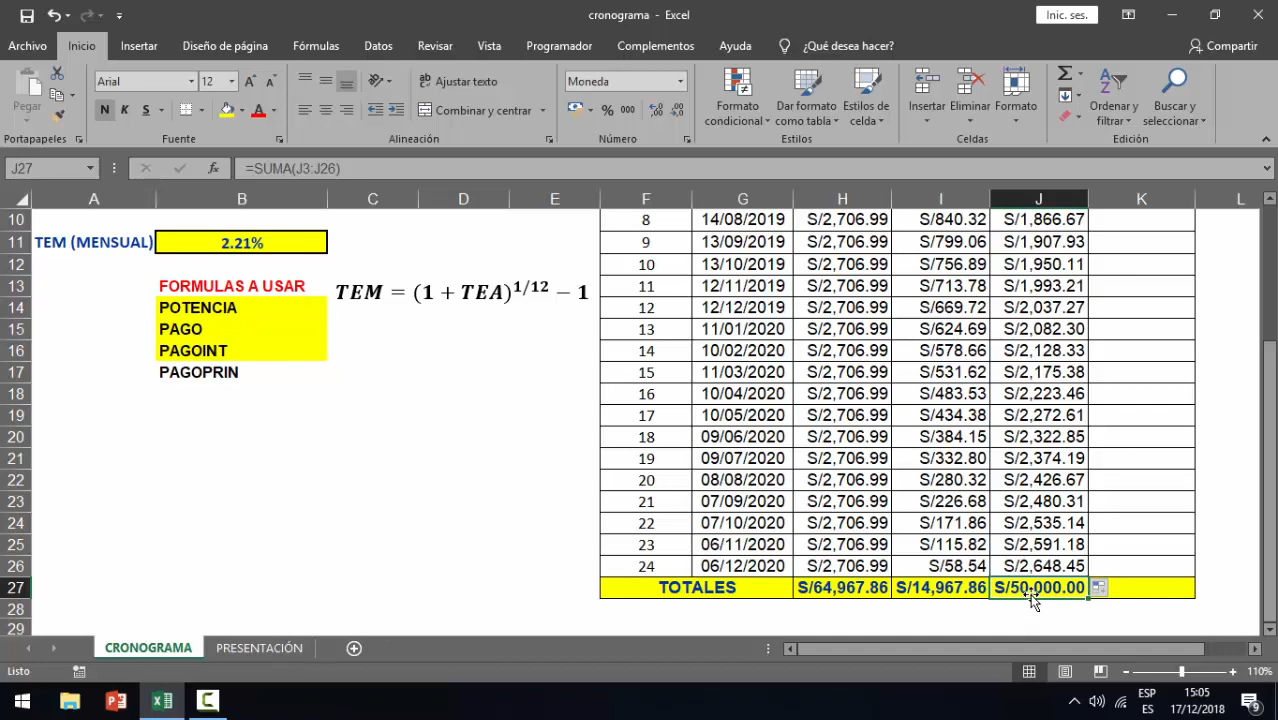 cronograma - Excel
Inic. ses.
Archivo Inicio Insertar Diseño de página Fórmulas Datos Revisar Vista Programador Complementos Ayuda ¿Qué desea hacer? Compartir
Pegar
Arial 12
N K S
Ajustar texto
Combinar y centrar
Moneda
% 000
Formato condicional
Dar formato como tabla
Estilos de celda
Insertar Eliminar Formato
Ordenar y filtrar
Buscar y seleccionar
Portapapeles Fuente Alineación Número Estilos Celdas Edición
J27 fx =SUMA(J3:J26)
A B C D E F G H I J K L
10 8 14/08/2019 S/2,706.99 S/840.32 S/1,866.67
11 TEM (MENSUAL) 2.21% 9 13/09/2019 S/2,706.99 S/799.06 S/1,907.93
12 10 13/10/2019 S/2,706.99 S/756.89 S/1,950.11
13 FORMULAS A USAR TEM = (1 + TEA)^1/12 − 1 11 12/11/2019 S/2,706.99 S/713.78 S/1,993.21
14 POTENCIA 12 12/12/2019 S/2,706.99 S/669.72 S/2,037.27
15 PAGO 13 11/01/2020 S/2,706.99 S/624.69 S/2,082.30
16 PAGOINT 14 10/02/2020 S/2,706.99 S/578.66 S/2,128.33
17 PAGOPRIN 15 11/03/2020 S/2,706.99 S/531.62 S/2,175.38
18 16 10/04/2020 S/2,706.99 S/483.53 S/2,223.46
19 17 10/05/2020 S/2,706.99 S/434.38 S/2,272.61
20 18 09/06/2020 S/2,706.99 S/384.15 S/2,322.85
21 19 09/07/2020 S/2,706.99 S/332.80 S/2,374.19
22 20 08/08/2020 S/2,706.99 S/280.32 S/2,426.67
23 21 07/09/2020 S/2,706.99 S/226.68 S/2,480.31
24 22 07/10/2020 S/2,706.99 S/171.86 S/2,535.14
25 23 06/11/2020 S/2,706.99 S/115.82 S/2,591.18
26 24 06/12/2020 S/2,706.99 S/58.54 S/2,648.45
27 TOTALES S/64,967.86 S/14,967.86 S/50,000.00
28
29
CRONOGRAMA PRESENTACIÓN
Listo 110%
ESP 15:05
ES 17/12/2018 9